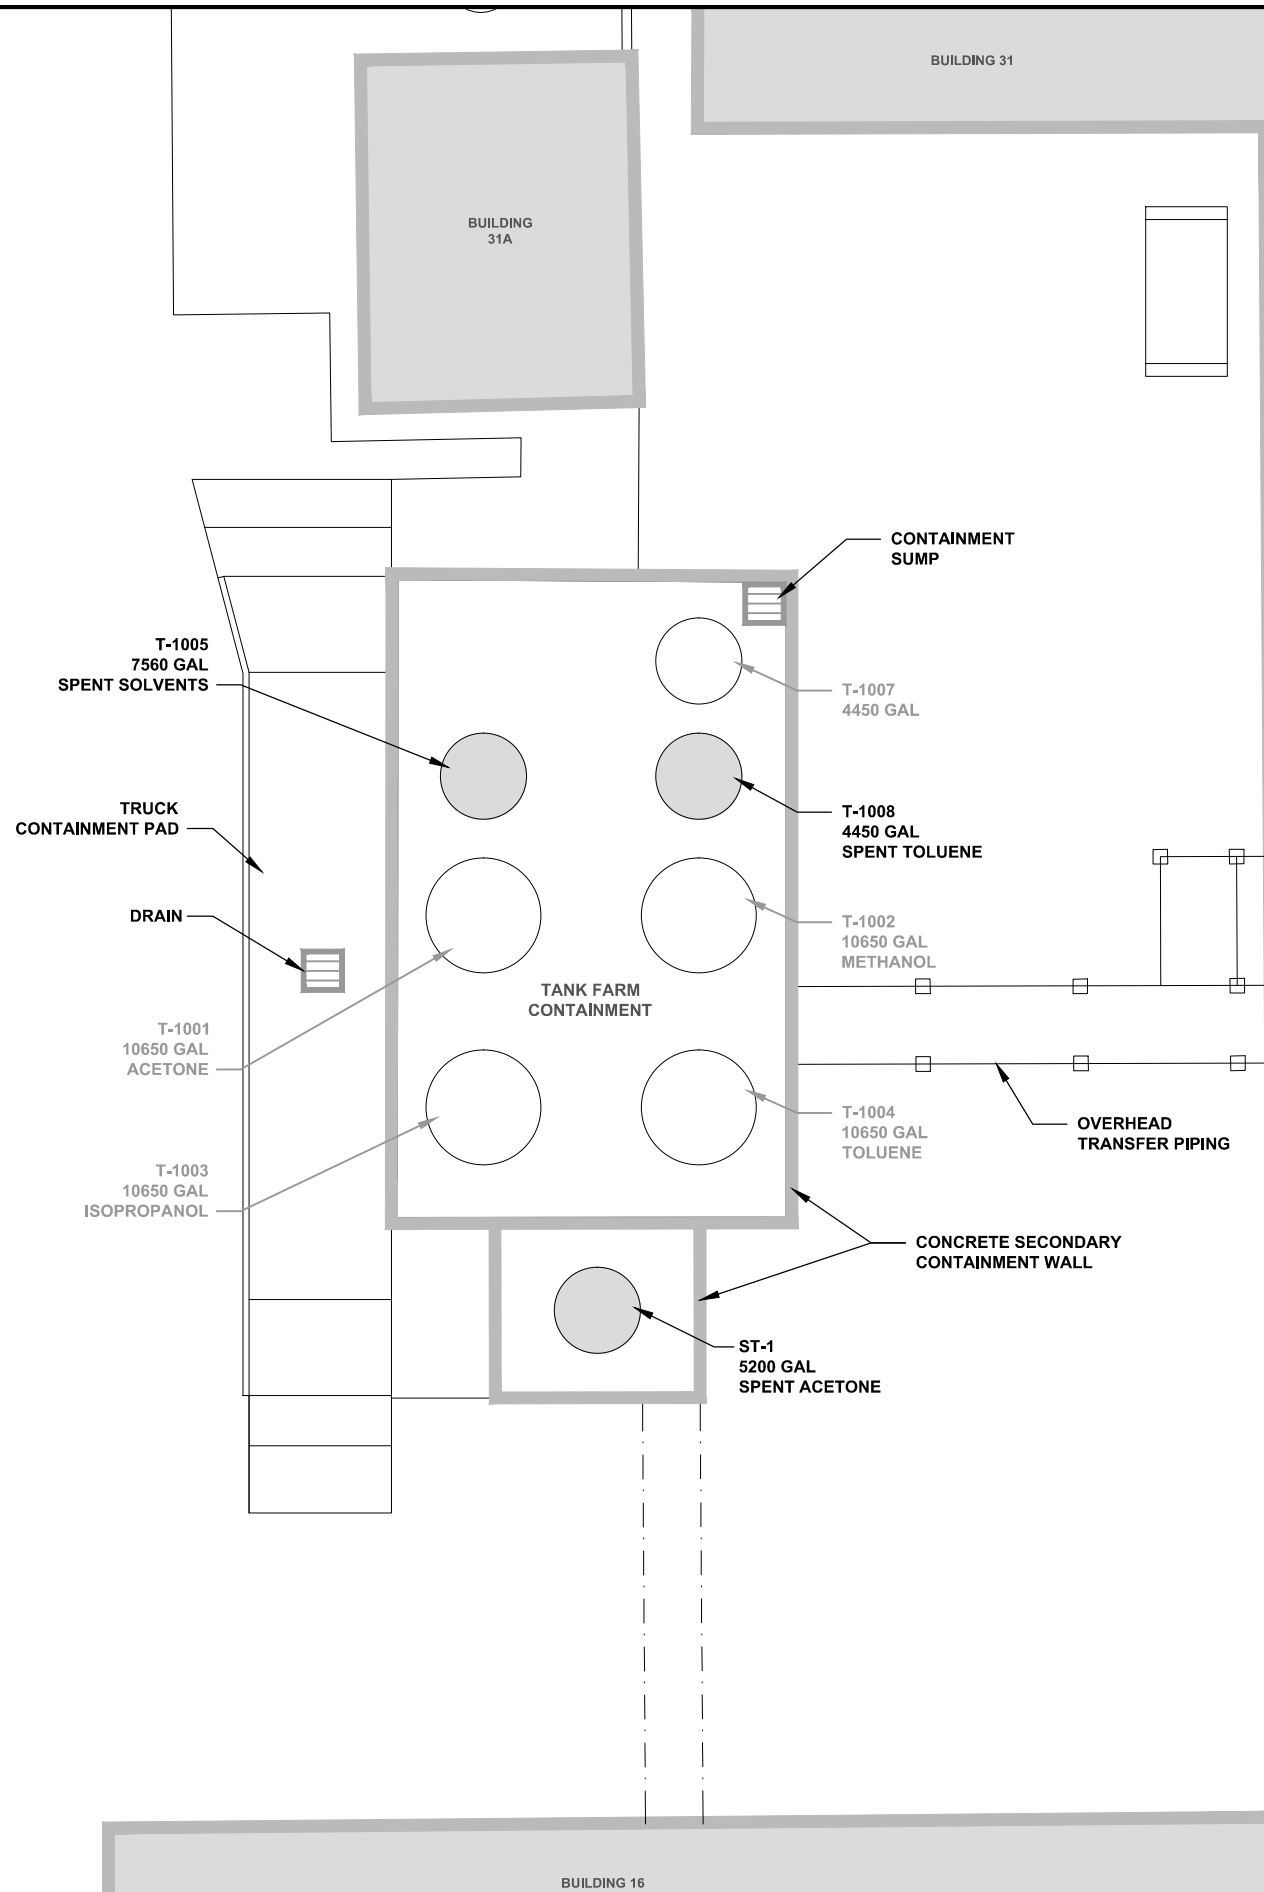 BUILDING 31
BUILDING
31A
CONTAINMENT
SUMP
T-1005
7560 GAL
SPENT SOLVENTS
T-1007
4450 GAL
TRUCK
CONTAINMENT PAD
T-1008
4450 GAL
SPENT TOLUENE
DRAIN
T-1002
10650 GAL
METHANOL
TANK FARM
CONTAINMENT
T-1001
10650 GAL
ACETONE
T-1004
10650 GAL
TOLUENE
OVERHEAD
TRANSFER PIPING
T-1003
10650 GAL
ISOPROPANOL
CONCRETE SECONDARY
CONTAINMENT WALL
ST-1
5200 GAL
SPENT ACETONE
BUILDING 16